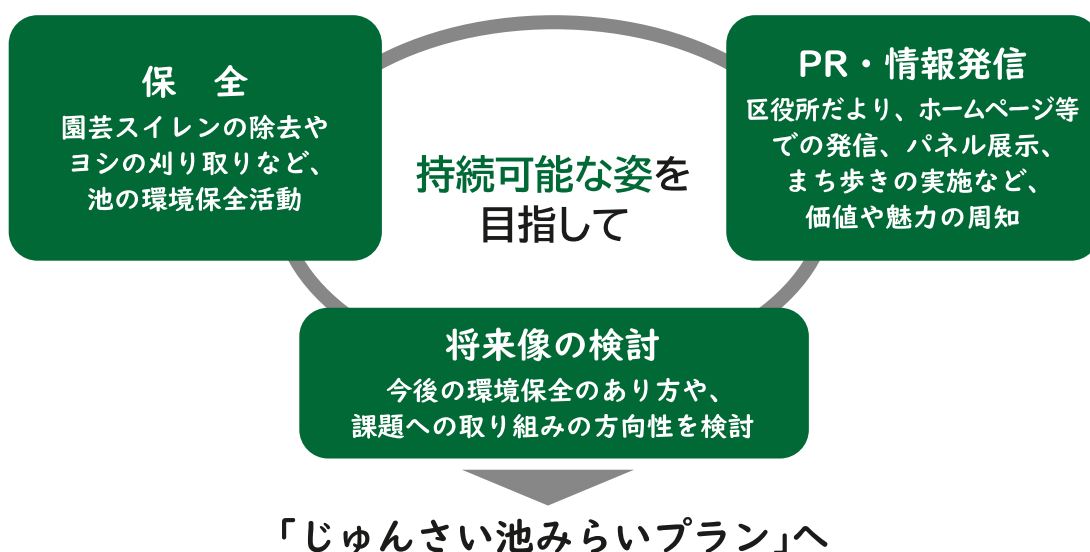 保　全
園芸スイレンの除去や
ヨシの刈り取りなど、
池の環境保全活動
PR・情報発信
区役所だより、ホームページ等
での発信、パネル展示、
まち歩きの実施など、
価値や魅力の周知
持続可能な姿を
目指して
将来像の検討
今後の環境保全のあり方や、
課題への取り組みの方向性を検討
「じゅんさい池みらいプラン」へ